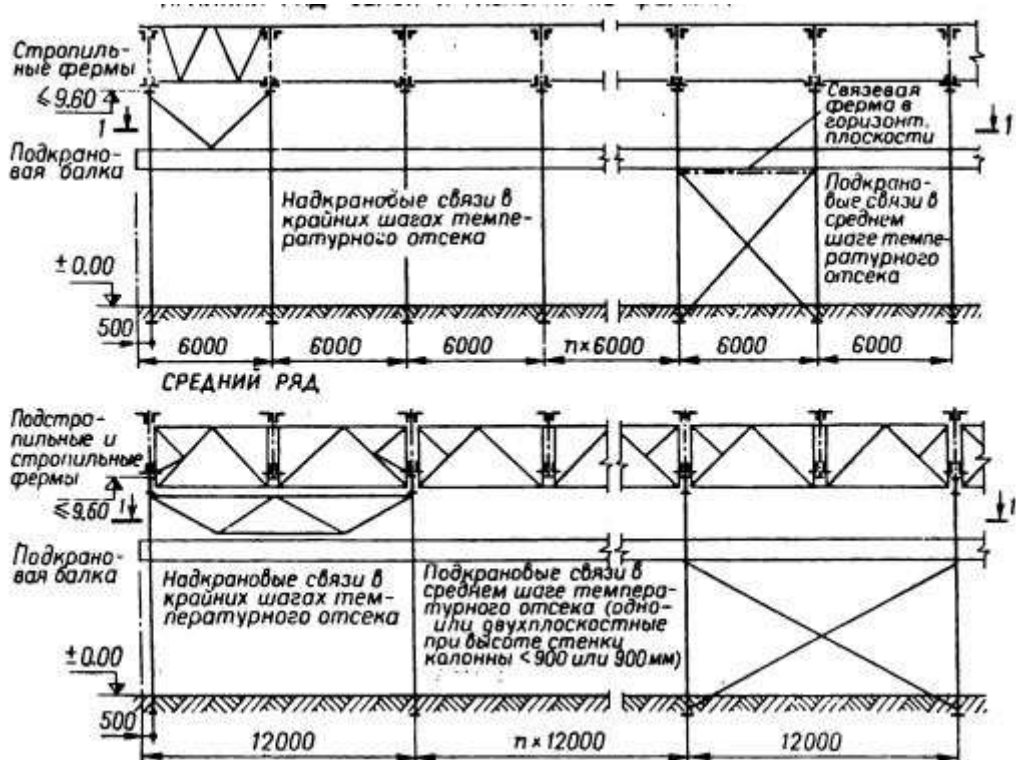 Стропиль-
ные фермы
≤9.60
1
1
Связевая
ферма в
горизонт.
плоскости
Подкрано-
вая балка
Надкрановые связи в
крайних шагах темпе-
ратурного отсека
Подкрано-
вые связи в
среднем
шаге темпе-
ратурного
отсека
±0.00
500
6000
6000
6000
n×6000
6000
6000
СРЕДНИЙ РЯД
Подстро-
пильные и
стропильные
фермы
≤9.60
1
1
Подкрано-
вая балка
Надкрановые связи в
крайних шагах тем-
пературного отсека
Подкрановые связи в
среднем шаге темпера-
турного отсека (одно-
или двухплоскостные
при высоте стенки
колонны <900 или 900мм)
±0.00
500
12000
n×12000
12000